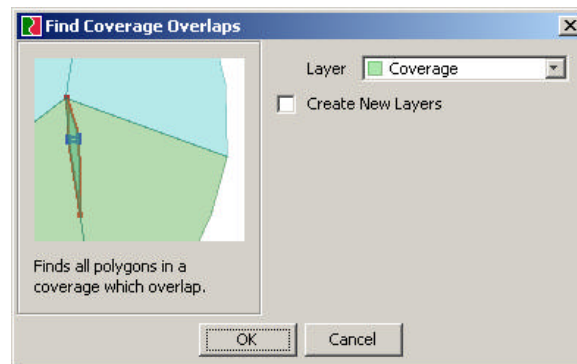 Find Coverage Overlaps
Layer Coverage
Create New Layers
Finds all polygons in a
coverage which overlap.
OK Cancel